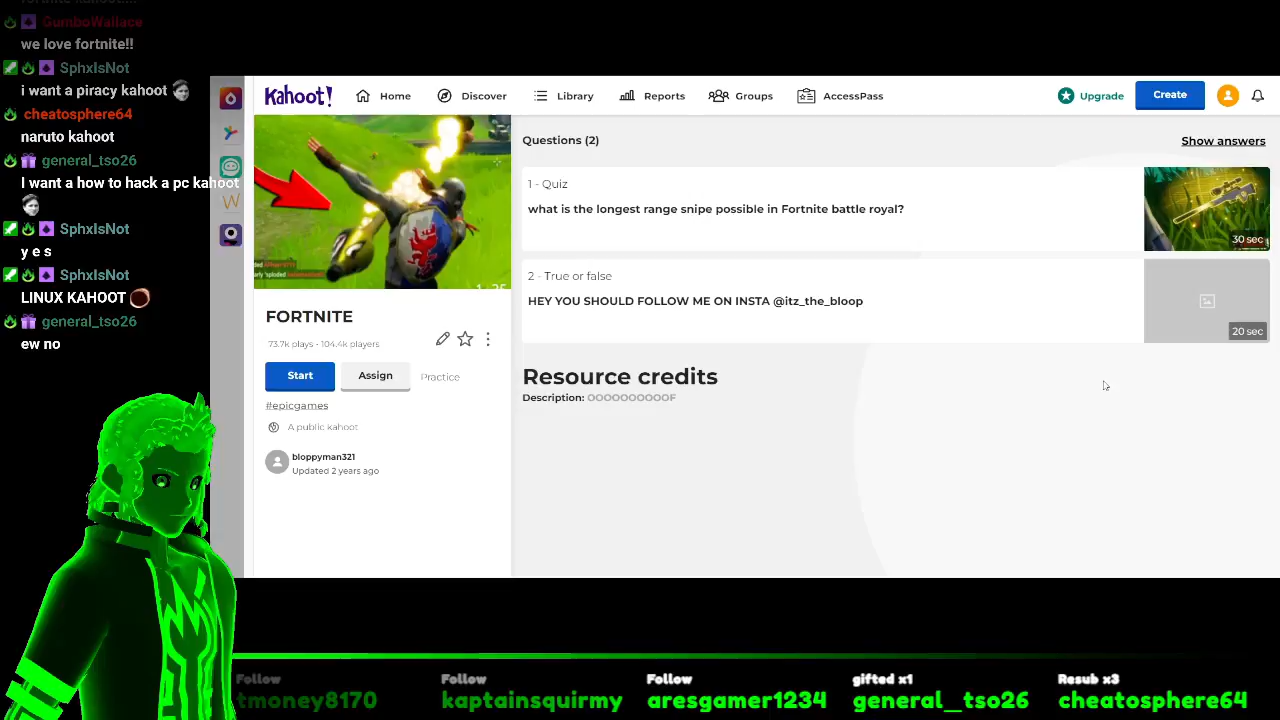 GumboWallace
we love fortnite!!
SphxIsNot
i want a piracy kahoot
cheatosphere64
naruto kahoot
general_tso26
I want a how to hack a pc kahoot
SphxIsNot
y e s
SphxIsNot
LINUX KAHOOT
general_tso26
ew no
Kahoot!
Home
Discover
Library
Reports
Groups
AccessPass
Upgrade
Create
W
FORTNITE
73.7k plays - 104.4k players
Start
Assign
Practice
#epicgames
A public kahoot
bloppyman321
Updated 2 years ago
Questions (2)
Show answers
1 - Quiz
what is the longest range snipe possible in Fortnite battle royal?
30 sec
2 - True or false
HEY YOU SHOULD FOLLOW ME ON INSTA @itz_the_bloop
20 sec
Resource credits
Description: OOOOOOOOOOF
Follow
tmoney8170
Follow
kaptainsquirmy
Follow
aresgamer1234
gifted x1
general_tso26
Resub x3
cheatosphere64